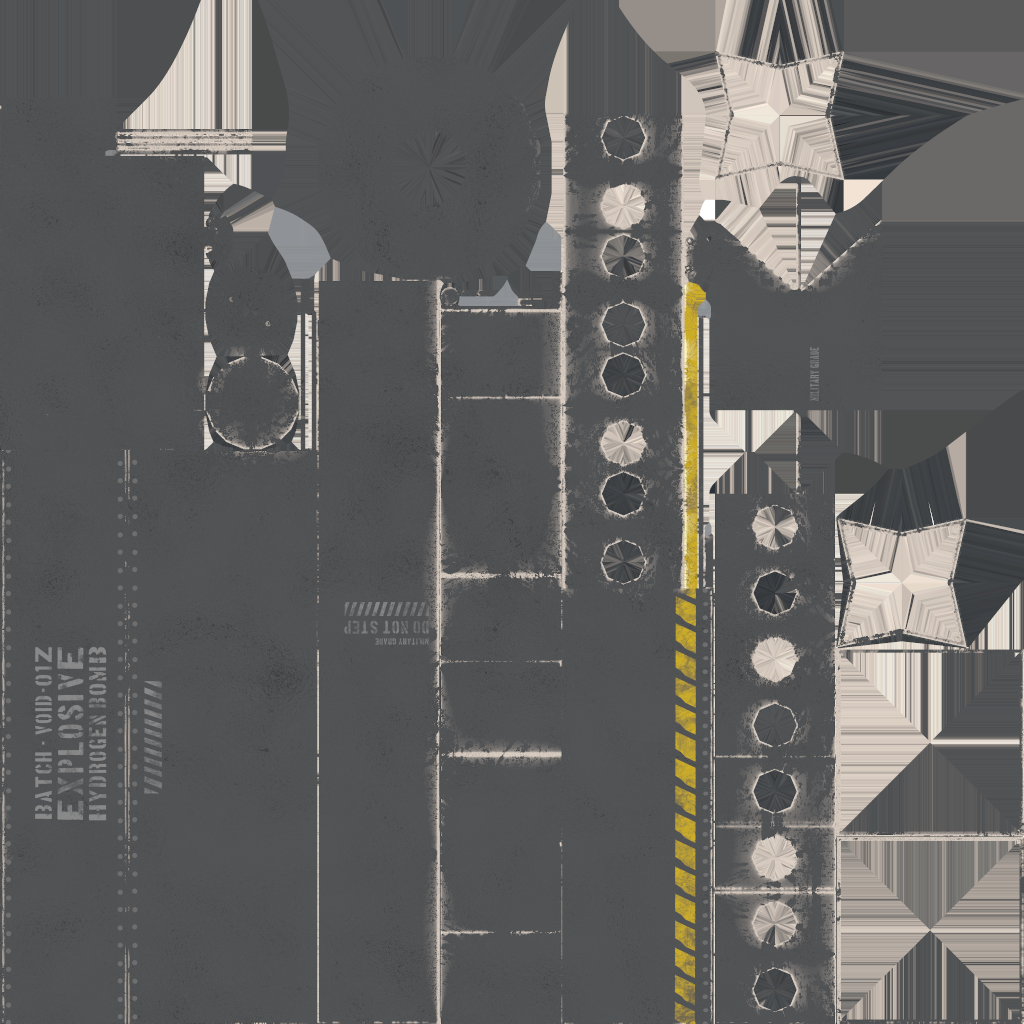 BATCH- VOID-01Z
EXPLOSIVE
HYDROGEN BOMB
DO NOT STEP
MILITARY GRADE
MILITARY GRADE